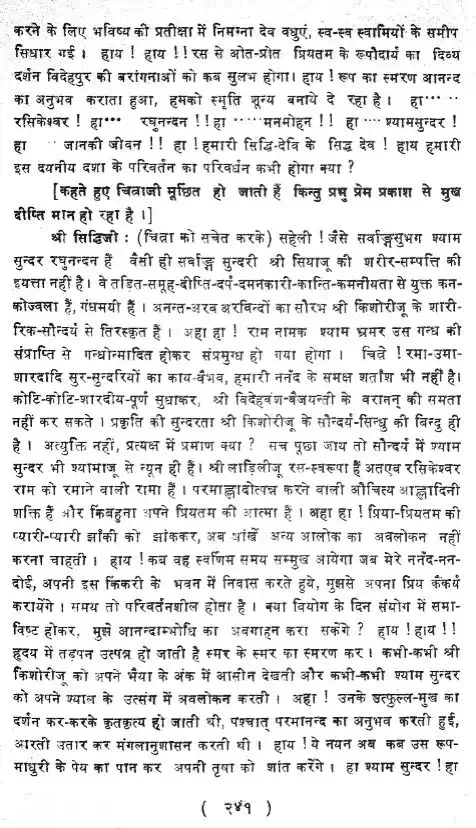 करने के लिए भविष्य की प्रतीक्षा में निमग्ना देव वधुएं, स्व-स्व स्वामियों के समीप
सिधार गई । हाय ! हाय !! रस से ओत-प्रोत प्रियतम के रूपौदार्य का दिव्य
दर्शन विदेहपुर की वरांगनाओं को कब सुलभ होगा। हाय ! रूप का स्मरण आनन्द
का अनुभव कराता हुआ, हमको स्मृति शून्य बनाये दे रहा है । हा.....
रसिकेश्वर ! हा... रघुनन्दन !! हा .....मनमोहन !! हा ....श्यामसुन्दर !
हा जानकी जीवन !! हा ! हमारी सिद्धि-देवि के सिद्ध देव ! हाय हमारी
इस दयनीय दशा के परिवर्तन का परिवर्धन कभी होगा क्या ?
[कहते हुए चित्राजी मूर्छित हो जाती हैं किन्तु प्रभु प्रेम प्रकाश से मुख
दीप्ति मान हो रहा है ।]
श्री सिद्धिजी : (चित्रा को सचेत करके) सहेली ! जैसे सर्वाङ्गसुभग श्याम
सुन्दर रघुनन्दन हैं वैसी ही सर्वाङ्ग सुन्दरी श्री सियाजू की शरीर-सम्पत्ति की
इयत्ता नहीं है। वे तडित-समूह-दीप्ति-दर्प-दमनकारी-कान्ति-कमनीयता से युक्त कन-
कोज्वला हैं, गंधमयी हैं । अनन्त-अरब अरविन्दों का सौरभ श्री किशोरीजू के शारी-
रिक-सौन्दर्य से तिरस्कृत हैं । अहा हा ! राम नामक श्याम भ्रमर उस गन्ध की
संप्राप्ति से गन्धोन्मादित होकर संप्रमुग्ध हो गया होगा । चित्रे ! रमा-उमा-
शारदादि सुर-सुन्दरियों का काय-वैभव, हमारी ननँद के समक्ष शतांश भी नहीं है।
कोटि-कोटि-शारदीय-पूर्ण सुधाकर, श्री विदेहवंश-बैजयन्ती के वरानन् की समता
नहीं कर सकते । प्रकृति की सुन्दरता श्री किशोरीजू के सौन्दर्य-सिन्धु की विन्दु ही
है । अत्युक्ति नहीं, प्रत्यक्ष में प्रमाण क्या ? सच पूछा जाय तो सौन्दर्य में श्याम
सुन्दर भी श्यामाजू से न्यून ही हैं। श्री लाडिलीजू रस-स्वरूपा हैं अतएव रसिकेश्वर
राम को रमाने वाली रामा हैं । परमाह्लादोत्पन्न करने वाली औचित्य आह्लादिनी
शक्ति हैं और किंबहुना अपने प्रियतम की आत्मा हैं । अहा हा ! प्रिया-प्रियतम की
प्यारी-प्यारी झाँकी को झाँककर, अब आँखें अन्य आलोक का अवलोकन नहीं
करना चाहती । हाय ! कब वह स्वर्णिम समय सम्मुख आयेगा जब मेरे ननँद-नन-
दोई, अपनी इस किंकरी के भवन में निवास करते हुये, मुझसे अपना प्रिय कैंकर्य
करायेंगे । समय तो परिवर्तनशील होता है । क्या वियोग के दिन संयोग में समा-
विष्ट होकर, मुझे आनन्दाम्भोधि का अवगाहन करा सकेंगे ? हाय ! हाय !!
हृदय में तड़पन उत्पन्न हो जाती है स्मर के स्मर का स्मरण कर । कभी-कभी श्री
किशोरीजू को अपने भैया के अंक में आसीन देखती और कभी-कभी श्याम सुन्दर
को अपने श्याल के उत्संग में अवलोकन करती । अहा ! उनके उत्फुल्ल-मुख का
दर्शन कर-करके कृतकृत्य हो जाती थी, पश्चात् परमानन्द का अनुभव करती हुई,
आरती उतार कर मंगलानुशासन करती थी । हाय ! ये नयन अब कब उस रूप-
माधुरी के पेय का पान कर अपनी तृषा को शांत करेंगे । हा श्याम सुन्दर ! हा
( २४१ )